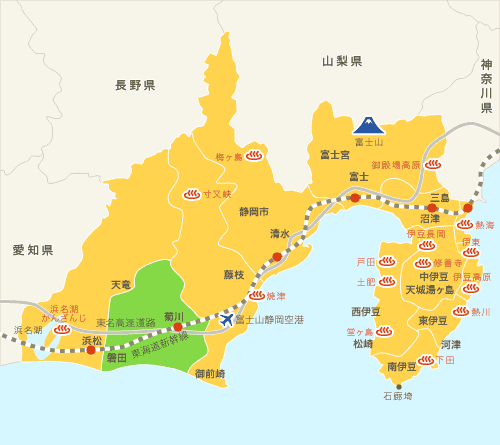 神奈川県
山梨県
長野県
愛知県
富士山
富士宮
御殿場高原
梅ヶ島
富士
寸又峡
三島
静岡市
沼津
熱海
清水
伊豆長岡
伊東
戸田
修善寺
藤枝
中伊豆
伊豆高原
土肥
天竜
天城湯ヶ島
焼津
浜名湖
かんざんじ
西伊豆
熱川
菊川
富士山静岡空港
東伊豆
東名高速道路
浜名湖
堂ヶ島
松崎
河津
浜松
東海道新幹線
磐田
下田
南伊豆
御前崎
石廊埼